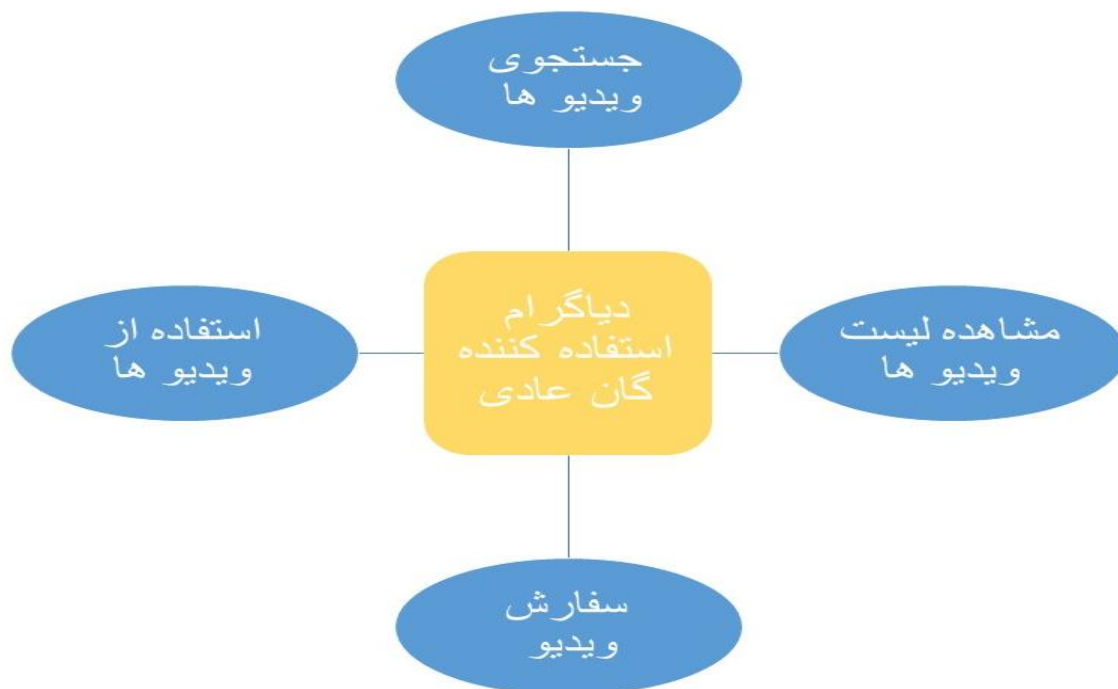 جستجوی
ویدیو ها
دیاگرام
استفاده کننده
گان عادی
مشاهده لیست
ویدیو ها
استفاده از
ویدیو ها
سفارش
ویدیو